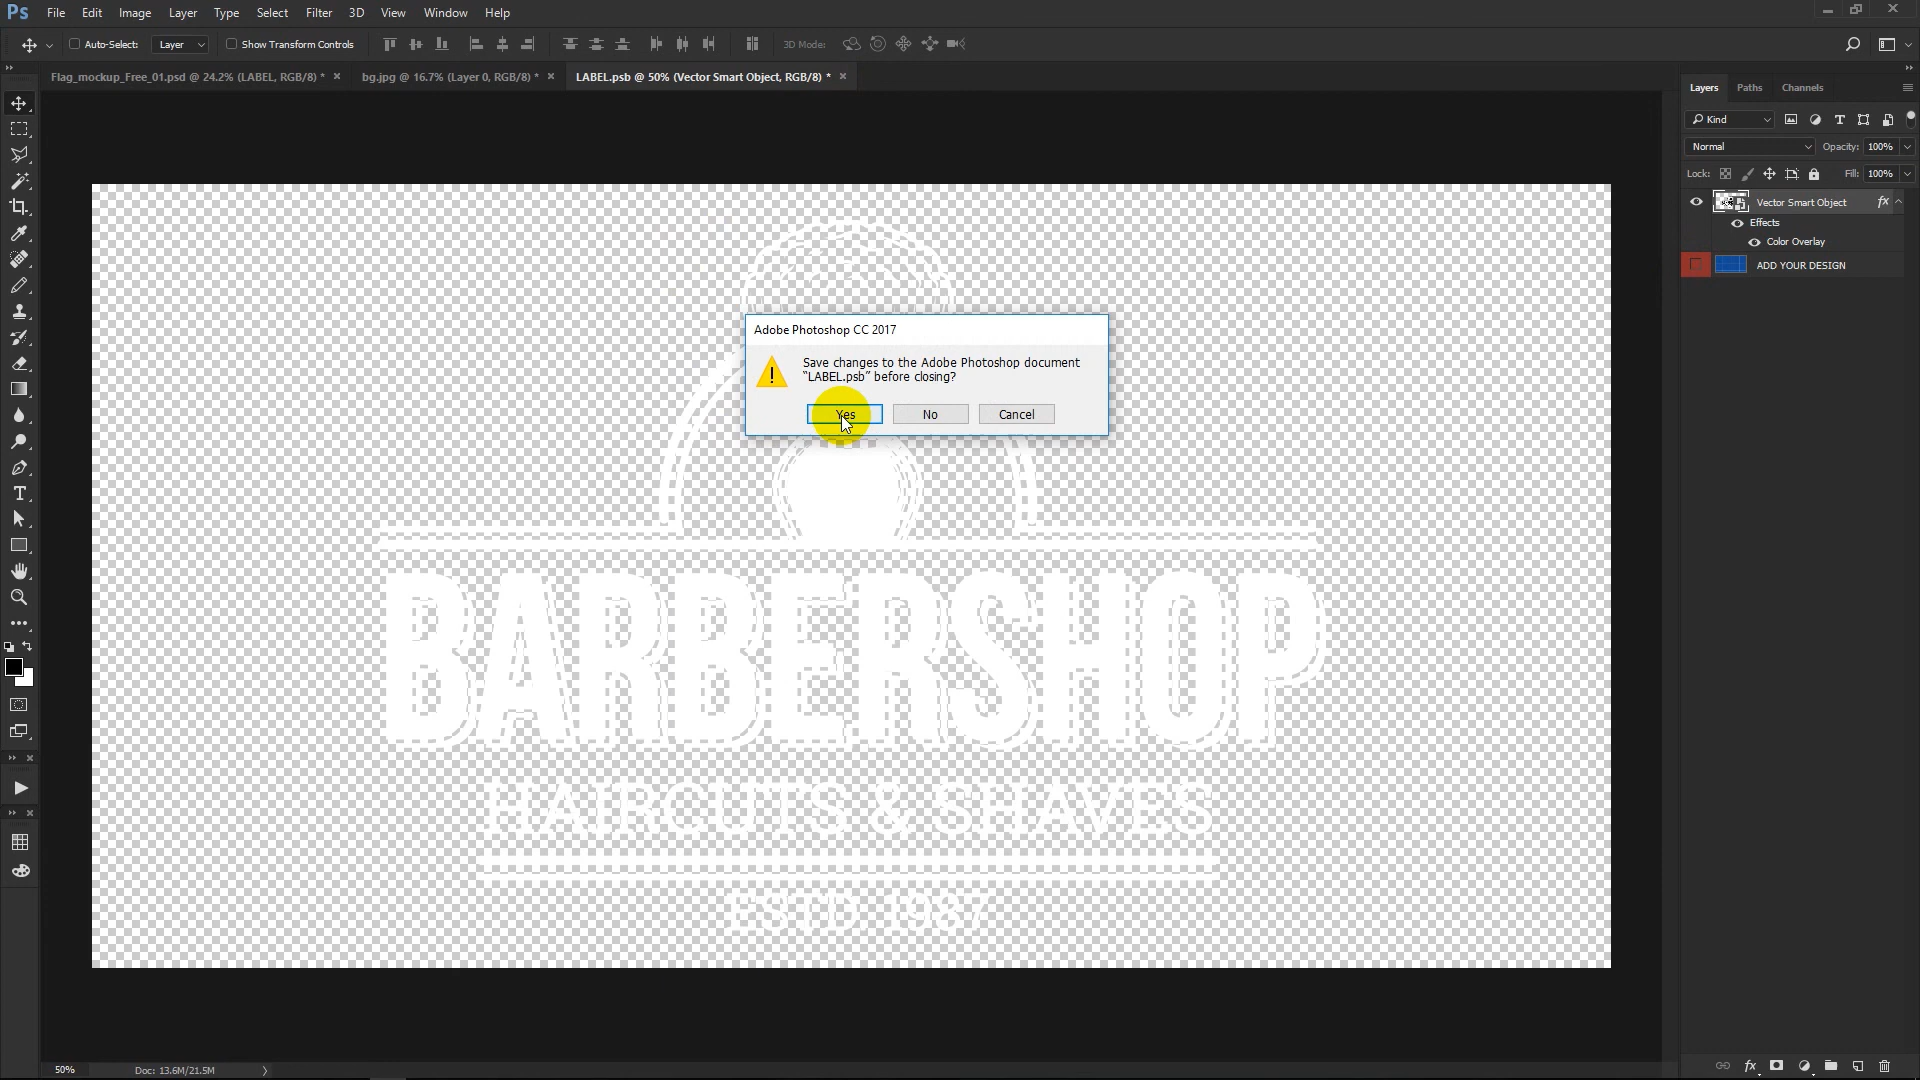 Ps File Edit Image Layer Type Select Filter 3D View Window Help
Auto-Select: Layer Show Transform Controls 3D Mode:
Flag_mockup_Free_01.psd @ 24.2% (LABEL, RGB/8) * × bg.jpg @ 16.7% (Layer 0, RGB/8) * × LABEL.psb @ 50% (Vector Smart Object, RGB/8) * ×
Layers Paths Channels
Kind
Normal Opacity: 100%
Lock: Fill: 100%
Vector Smart Object fx
Effects
Color Overlay
ADD YOUR DESIGN
Adobe Photoshop CC 2017
Save changes to the Adobe Photoshop document
“LABEL.psb” before closing?
Yes No Cancel
BARBERSHOP
HAIRCUTS & SHAVES
ESTD. 1987
50% Doc: 13.6M/21.5M